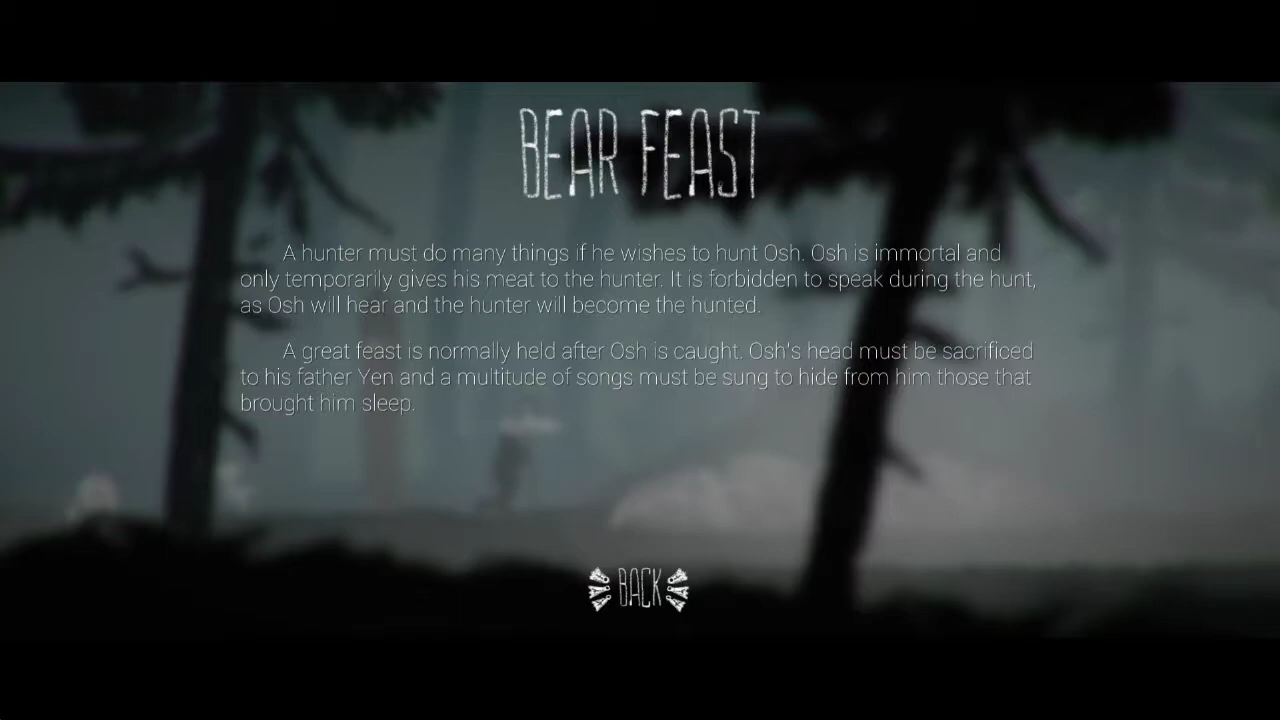 BEAR FEAST
A hunter must do many things if he wishes to hunt Osh. Osh is immortal and
only temporarily gives his meat to the hunter. It is forbidden to speak during the hunt,
as Osh will hear and the hunter will become the hunted.
A great feast is normally held after Osh is caught. Osh's head must be sacrificed
to his father Yen and a multitude of songs must be sung to hide from him those that
brought him sleep.
BACK